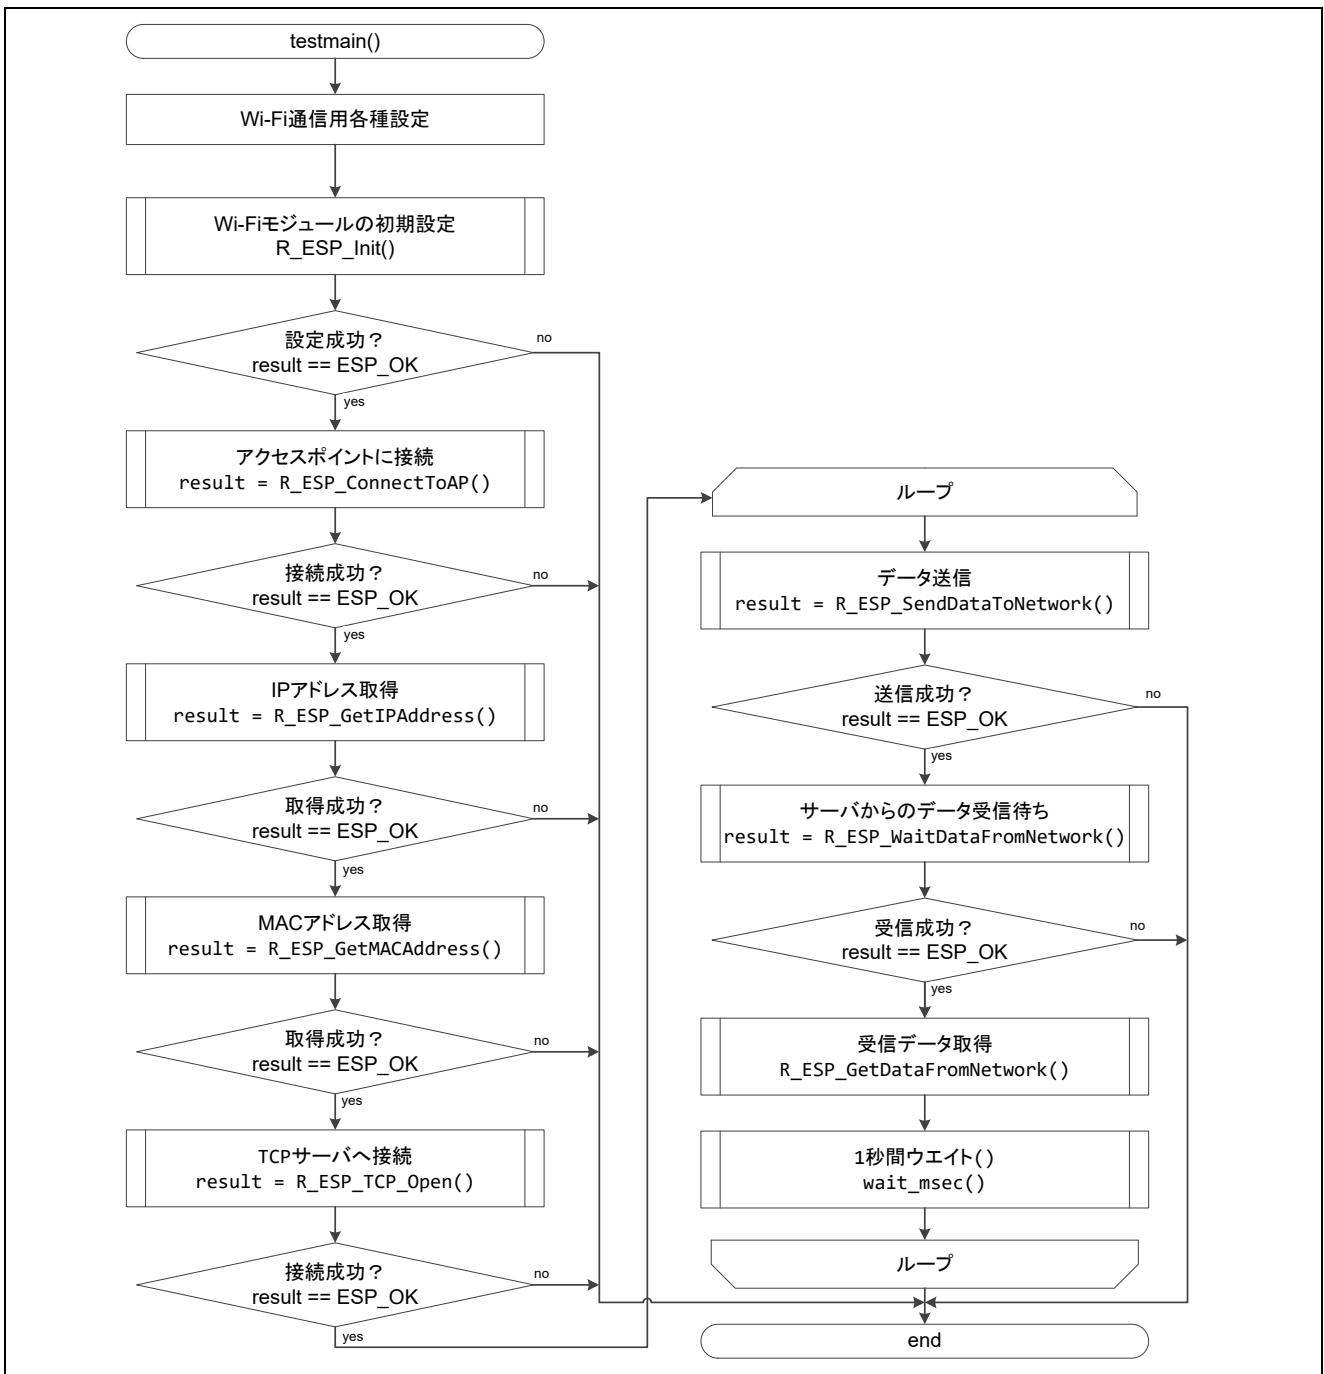 testmain()
Wi-Fi通信用各種設定
Wi-Fiモジュールの初期設定
R_ESP_Init()
設定成功？
result == ESP_OK
no
yes
アクセスポイントに接続
result = R_ESP_ConnectToAP()
接続成功？
result == ESP_OK
no
yes
IPアドレス取得
result = R_ESP_GetIPAddress()
取得成功？
result == ESP_OK
no
yes
MACアドレス取得
result = R_ESP_GetMACAddress()
取得成功？
result == ESP_OK
no
yes
TCPサーバへ接続
result = R_ESP_TCP_Open()
接続成功？
result == ESP_OK
no
yes
ループ
データ送信
result = R_ESP_SendDataToNetwork()
送信成功？
result == ESP_OK
no
yes
サーバからのデータ受信待ち
result = R_ESP_WaitDataFromNetwork()
受信成功？
result == ESP_OK
no
yes
受信データ取得
R_ESP_GetDataFromNetwork()
1秒間ウエイト()
wait_msec()
ループ
end